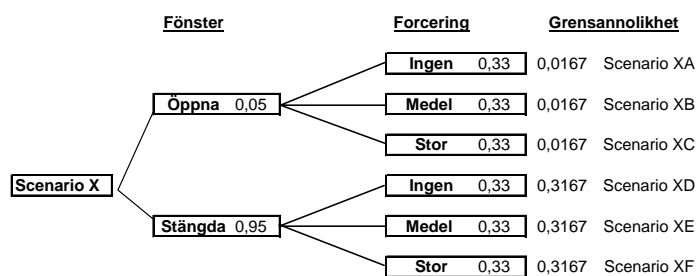 Fönster Forcering Grensannolikhet
Ingen 0,33 0,0167 Scenario XA
Öppna 0,05 Medel 0,33 0,0167 Scenario XB
Stor 0,33 0,0167 Scenario XC
Scenario X Ingen 0,33 0,3167 Scenario XD
Stängda 0,95 Medel 0,33 0,3167 Scenario XE
Stor 0,33 0,3167 Scenario XF